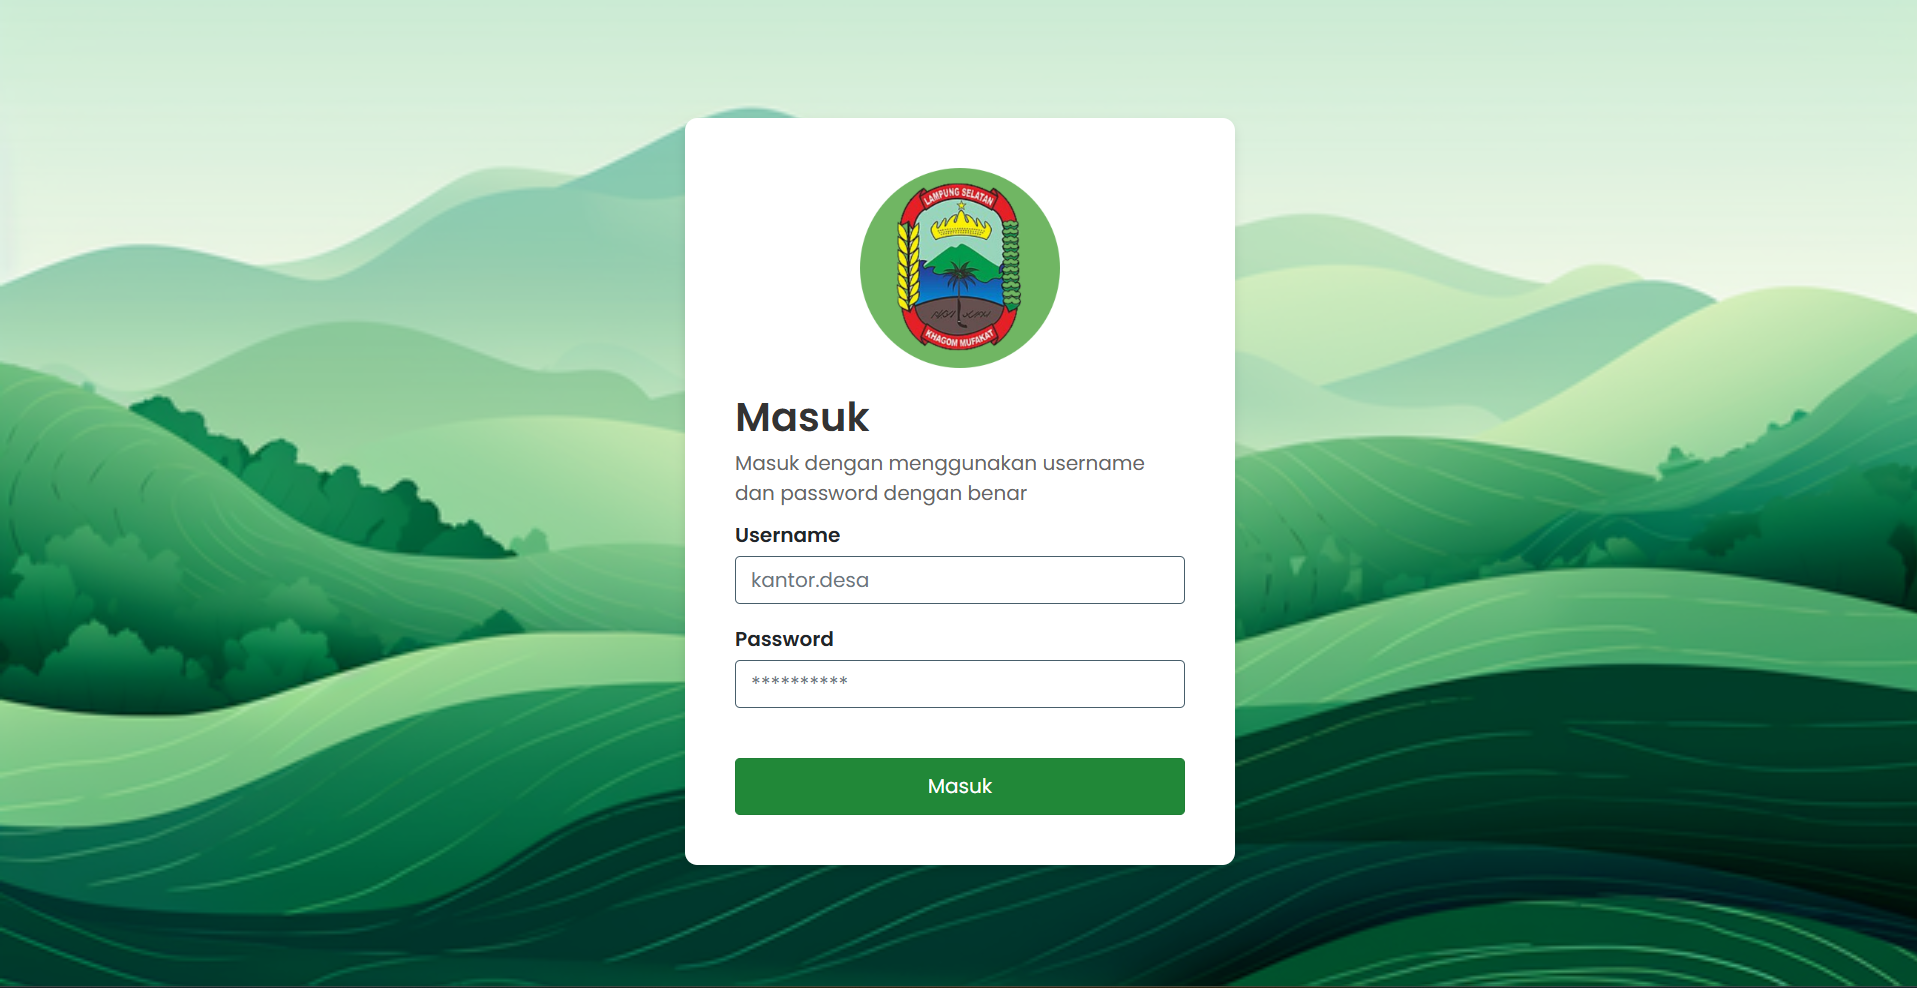 LAMPUNG SELATAN
KHAGOM MUFAKAT
Masuk
Masuk dengan menggunakan username
dan password dengan benar
Username
kantor.desa
Password
**********
Masuk